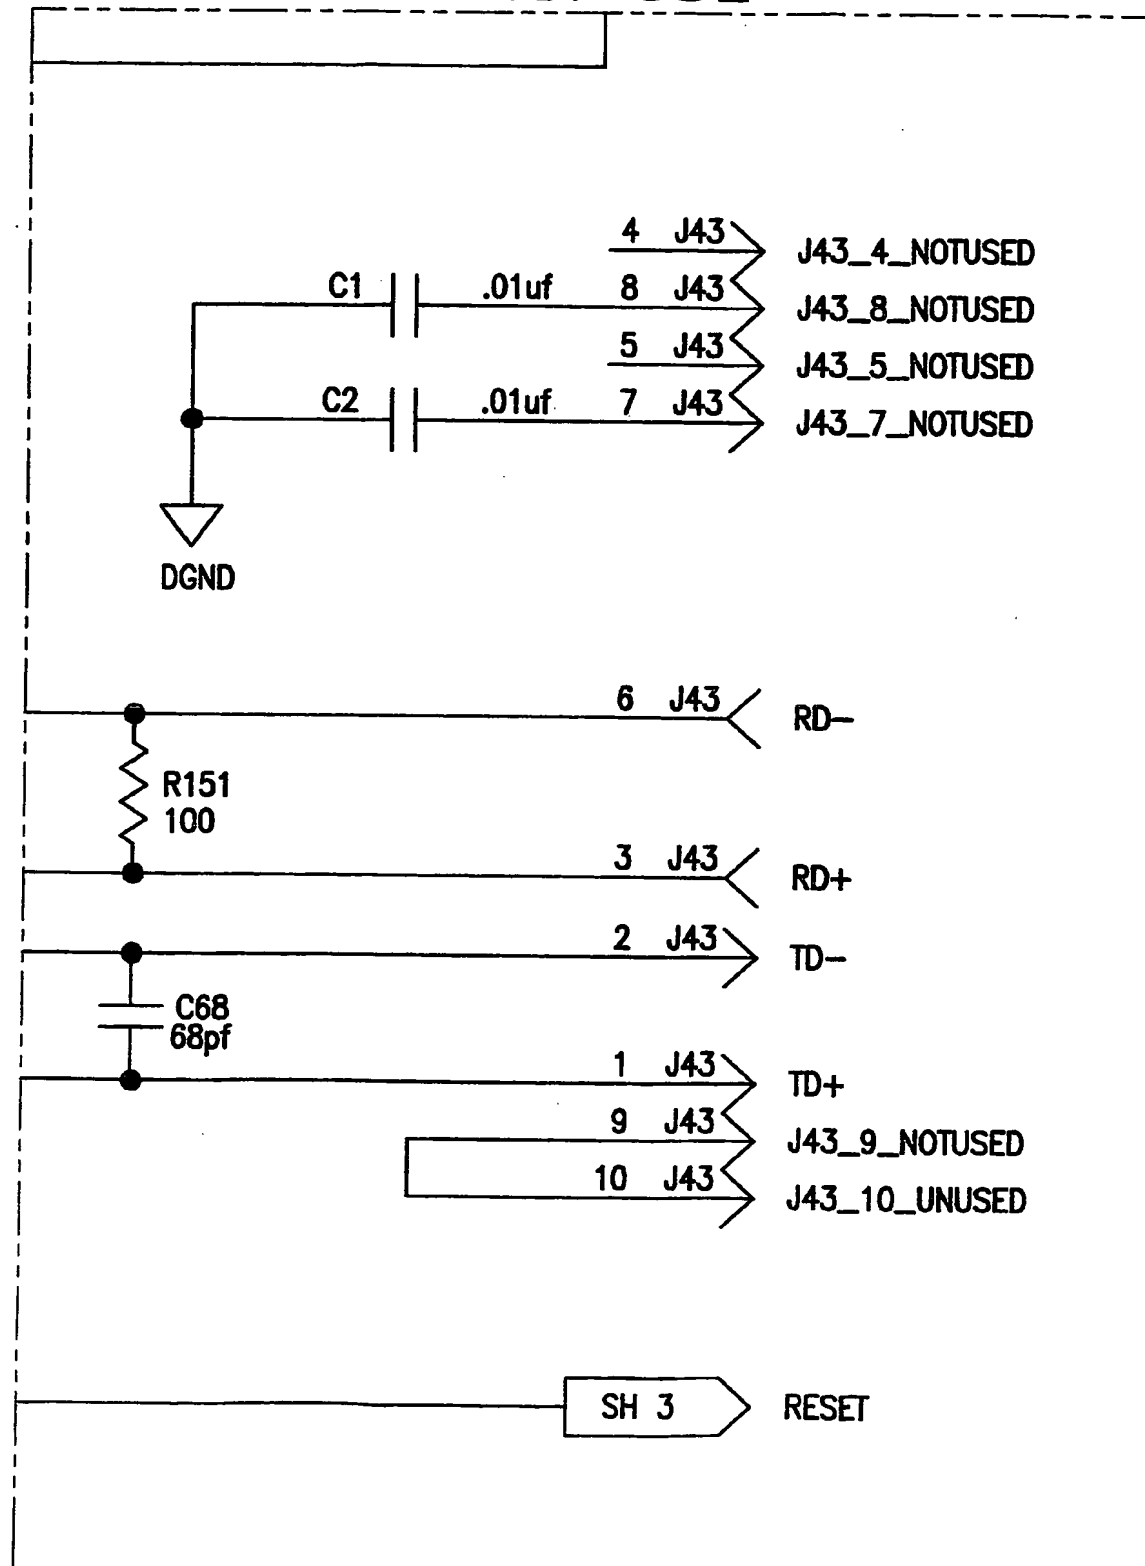 4 J43 J43_4_NOTUSED
C1 .01uf 8 J43 J43_8_NOTUSED
5 J43 J43_5_NOTUSED
C2 .01uf 7 J43 J43_7_NOTUSED
DGND
6 J43 RD-
R151
100
3 J43 RD+
2 J43 TD-
C68
68pf
1 J43 TD+
9 J43 J43_9_NOTUSED
10 J43 J43_10_UNUSED
SH 3 RESET